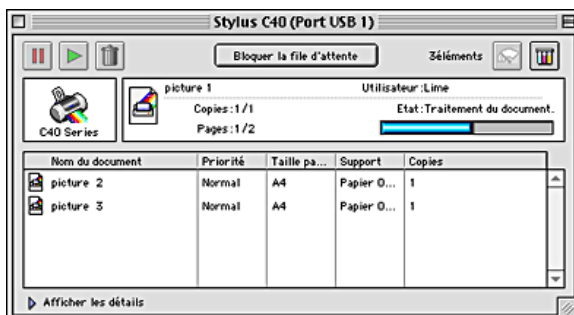 Stylus C40 (Port USB 1)
Bloquer la file d'attente
3éléments
C40 Series
picture 1
Utilisateur :Lime
Copies :1/1
Etat :Traitement du document.
Pages :1/2
Nom du document Priorité Taille pa... Support Copies
picture 2 Normal A4 Papier O... 1
picture 3 Normal A4 Papier O... 1
Afficher les détails